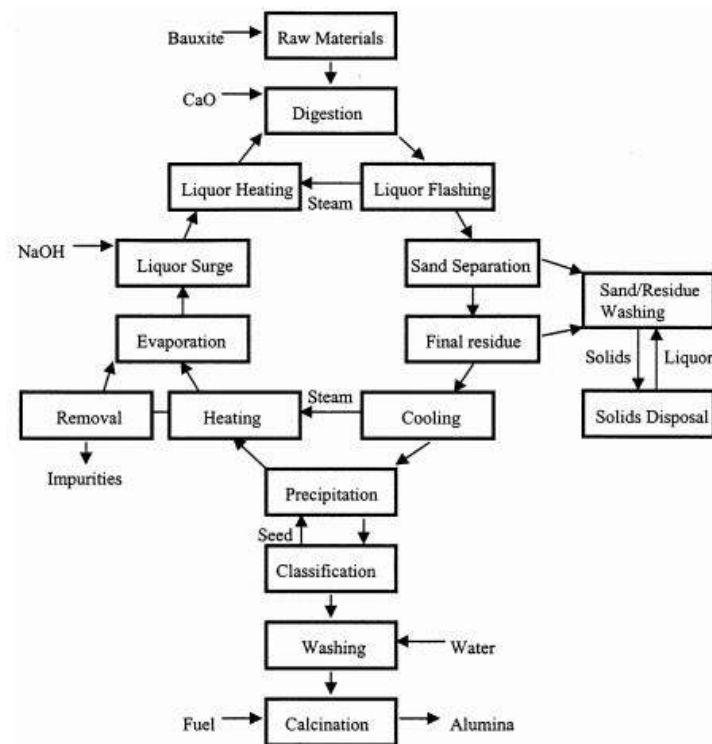 Bauxite
Raw Materials
CaO
Digestion
Liquor Heating
Steam
Liquor Flashing
NaOH
Liquor Surge
Sand Separation
Sand/Residue
Washing
Evaporation
Final residue
Solids
Liquor
Removal
Heating
Steam
Cooling
Solids Disposal
Impurities
Precipitation
Seed
Classification
Washing
Water
Fuel
Calcination
Alumina